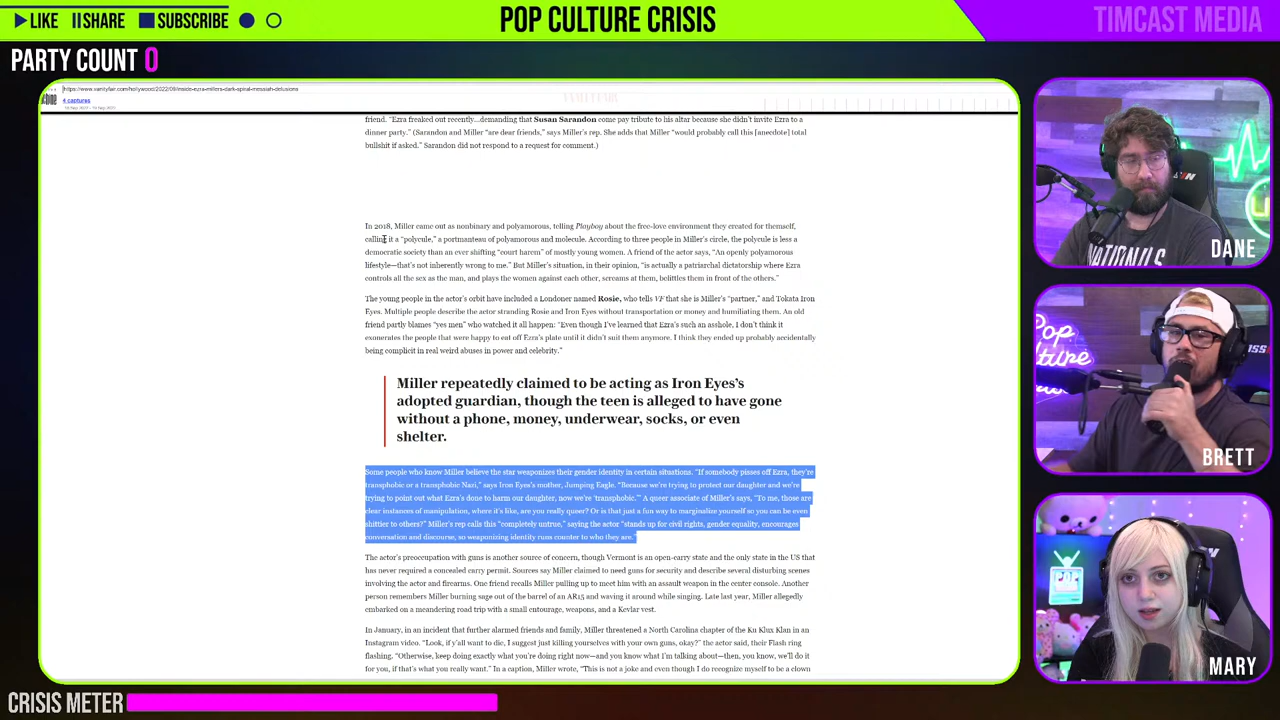 LIKE SHARE SUBSCRIBE
POP CULTURE CRISIS
TIMCAST MEDIA
PARTY COUNT 0
https://www.vanityfair.com/hollywood/2022/09/inside-ezra-millers-dark-spiral-messiah-delusions
4 captures
VANITY FAIR
friend. “Ezra freaked out recently…demanding that Susan Sarandon come pay tribute to his altar because she didn’t invite Ezra to a
dinner party.” (Sarandon and Miller “are dear friends,” says Miller’s rep. She adds that Miller “would probably call this [anecdote] total
bullshit if asked.” Sarandon did not respond to a request for comment.)
In 2018, Miller came out as nonbinary and polyamorous, telling Playboy about the free-love environment they created for themself,
calling it a “polycule,” a portmanteau of polyamorous and molecule. According to three people in Miller’s circle, the polycule is less a
democratic society than an ever shifting “court harem” of mostly young women. A friend of the actor says, “An openly polyamorous
lifestyle—that’s not inherently wrong to me.” But Miller’s situation, in their opinion, “is actually a patriarchal dictatorship where Ezra
controls all the sex as the man, and plays the women against each other, screams at them, belittles them in front of the others.”
The young people in the actor’s orbit have included a Londoner named Rosie, who tells VF that she is Miller’s “partner,” and Tokata Iron
Eyes. Multiple people describe the actor stranding Rosie and Iron Eyes without transportation or money and humiliating them. An old
friend partly blames “yes men” who watched it all happen: “Even though I’ve learned that Ezra’s such an asshole, I don’t think it
exonerates the people that were happy to eat off Ezra’s plate until it didn’t suit them anymore. I think they ended up probably accidentally
being complicit in real weird abuses in power and celebrity.”
Miller repeatedly claimed to be acting as Iron Eyes’s
adopted guardian, though the teen is alleged to have gone
without a phone, money, underwear, socks, or even
shelter.
Some people who know Miller believe the star weaponizes their gender identity in certain situations. “If somebody pisses off Ezra, they’re
transphobic or a transphobic Nazi,” says Iron Eyes’s mother, Jumping Eagle. “Because we’re trying to protect our daughter and we’re
trying to point out what Ezra’s done to harm our daughter, now we’re ‘transphobic.’” A queer associate of Miller’s says, “To me, those are
clear instances of manipulation, where it’s like, are you really queer? Or is that just a fun way to marginalize yourself so you can be even
shittier to others?” Miller’s rep calls this “completely untrue,” saying the actor “stands up for civil rights, gender equality, encourages
conversation and discourse, so weaponizing identity runs counter to who they are.”
The actor’s preoccupation with guns is another source of concern, though Vermont is an open-carry state and the only state in the US that
has never required a concealed carry permit. Sources say Miller claimed to need guns for security and describe several disturbing scenes
involving the actor and firearms. One friend recalls Miller pulling up to meet him with an assault weapon in the center console. Another
person remembers Miller burning sage out of the barrel of an AR15 and waving it around while singing. Late last year, Miller allegedly
embarked on a meandering road trip with a small entourage, weapons, and a Kevlar vest.
In January, in an incident that further alarmed friends and family, Miller threatened a North Carolina chapter of the Ku Klux Klan in an
Instagram video. “Look, if y’all want to die, I suggest just killing yourselves with your own guns, okay?” the actor said, their Flash ring
flashing. “Otherwise, keep doing exactly what you’re doing right now—and you know what I’m talking about—then, you know, we’ll do it
for you, if that’s what you really want.” In a caption, Miller wrote, “This is not a joke and even though I do recognize myself to be a clown
DANE
Pop
Culture
BRETT
MARY
CRISIS METER